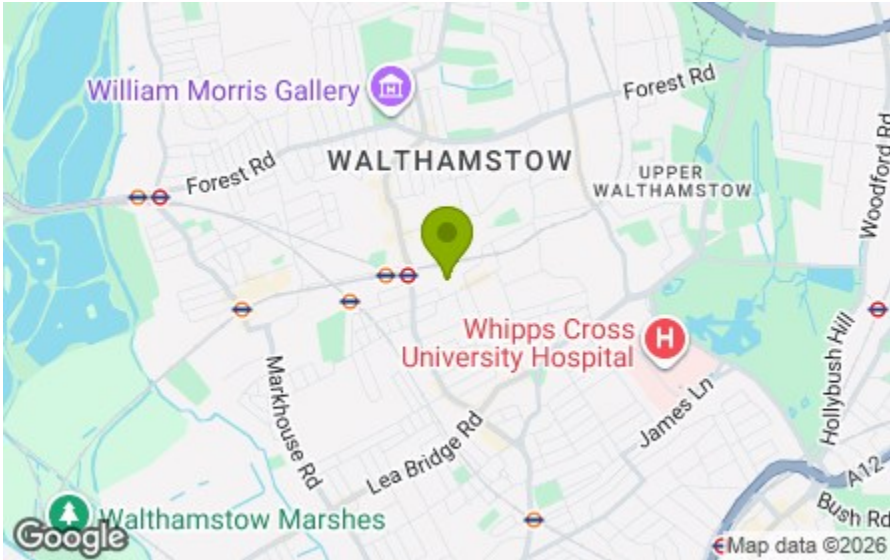 William Morris Gallery
Forest Rd
WALTHAMSTOW
Forest Rd
UPPER
WALTHAMSTOW
Woodford Rd
Whipps Cross
University Hospital
H
Markhouse Rd
Hollybush Hill
James Ln
Lea Bridge Rd
A12
Bush Rd
Walthamstow Marshes
Google
Map data ©2026